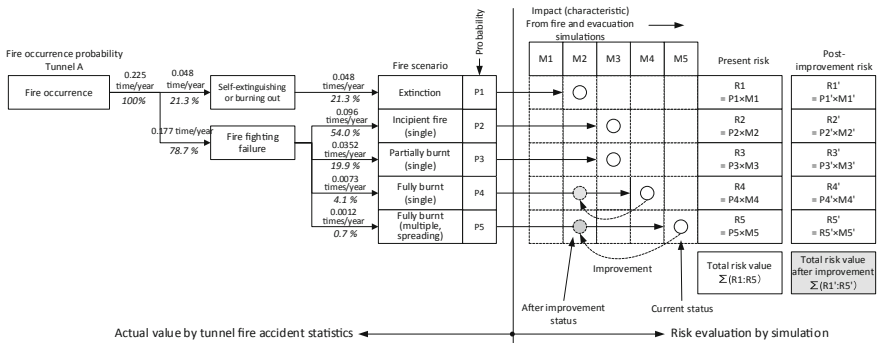 Impact (characteristic)
From fire and evacuation
simulations
Probability
Fire occurrence probability
Tunnel A
Fire scenario
M1
M2
M3
M4
M5
Present risk
Post-
improvement risk
Fire occurrence
0.225
times/year
100%
0.048
times/year
21.3 %
Self-extinguishing
or burning out
0.048
times/year
21.3 %
Extinction
P1
R1
= P1×M1
R1'
= P1'×M1'
0.177 time/year
78.7 %
Fire fighting
failure
0.096
times/year
54.0 %
Incipient fire
(single)
P2
R2
= P2×M2
R2'
= P2'×M2'
0.0352
times/year
19.9 %
Partially burnt
(single)
P3
R3
= P3×M3
R3'
= P3'×M3'
0.0073
times/year
4.1 %
Fully burnt
(single)
P4
R4
= P4×M4
R4'
= P4'×M4'
0.0012
times/year
0.7 %
Fully burnt
(multiple,
spreading)
P5
R5
= P5×M5
R5'
= R5'×M5'
Improvement
Total risk value
Σ(R1:R5)
Total risk value
after improvement
Σ(R1':R5')
After improvement
status
Current status
Actual value by tunnel fire accident statistics
Risk evaluation by simulation